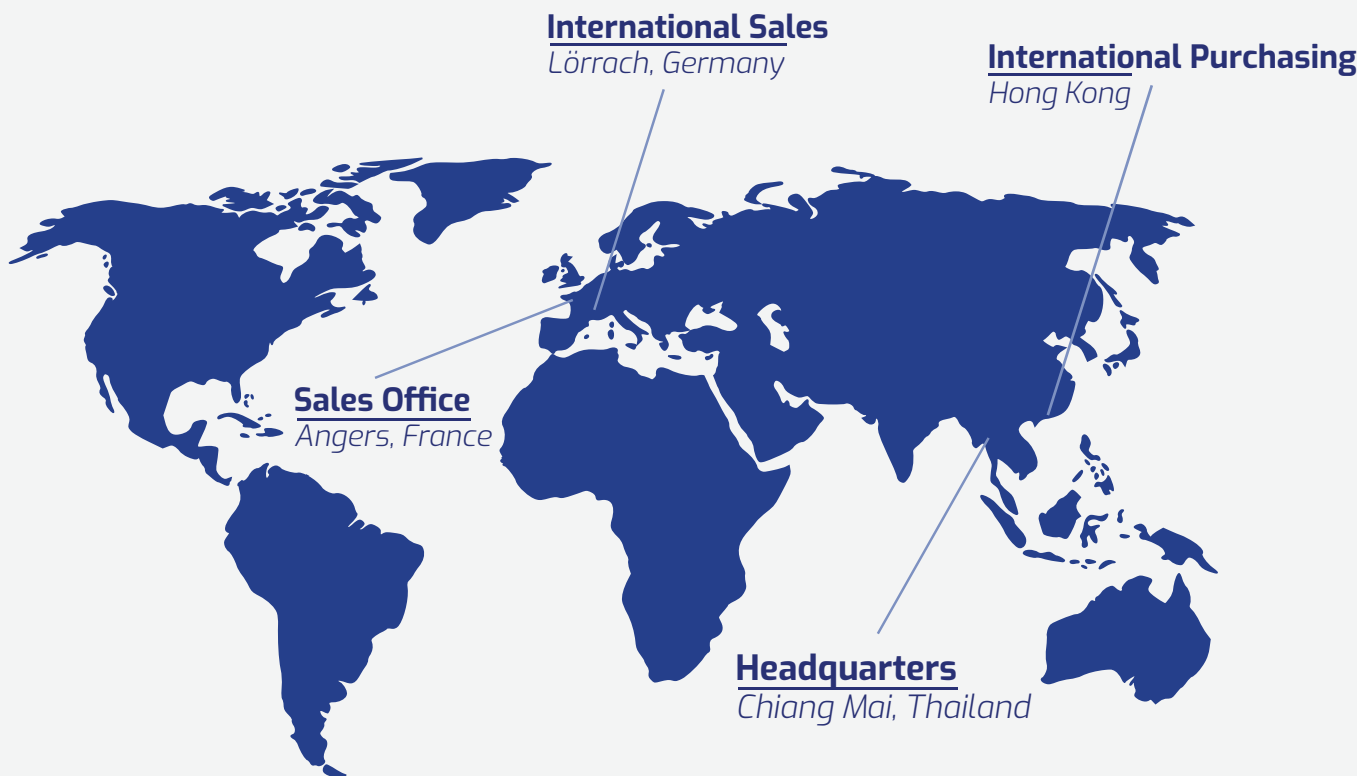 International Sales
Lörrach, Germany
International Purchasing
Hong Kong
Sales Office
Angers, France
Headquarters
Chiang Mai, Thailand